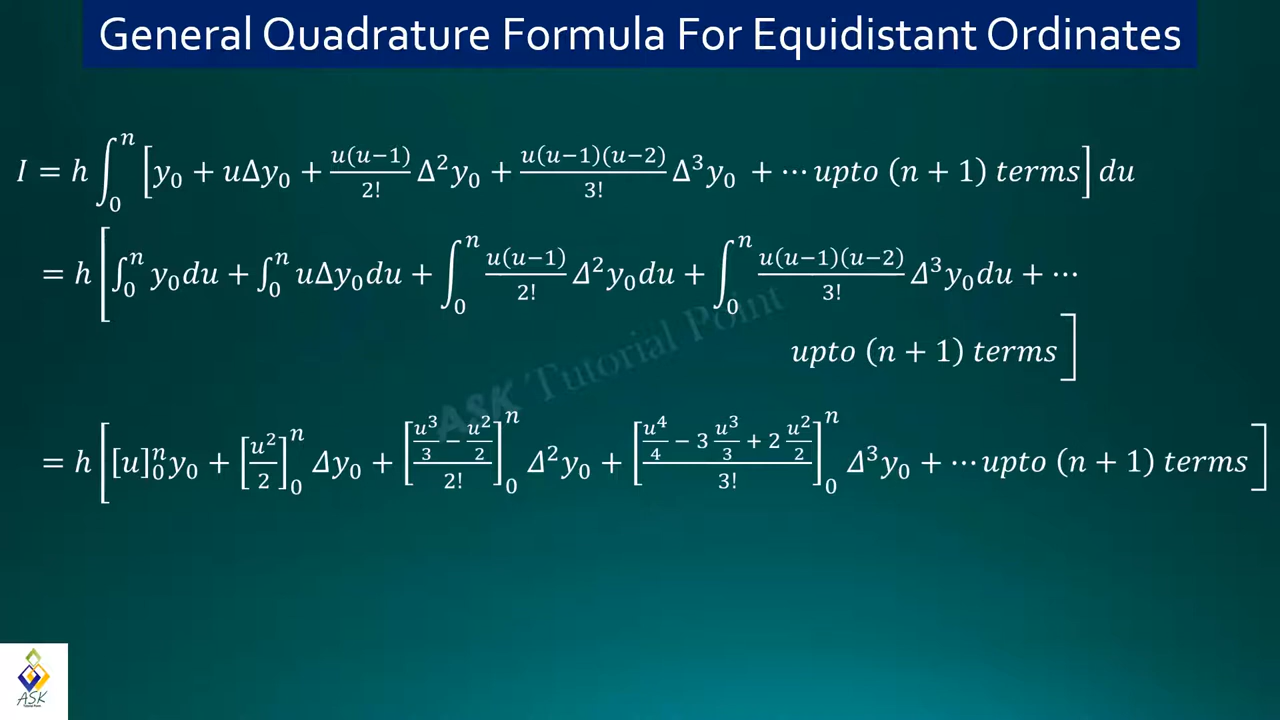 General Quadrature Formula For Equidistant Ordinates
I = h ∫₀ⁿ [y₀ + uΔy₀ + u(u−1)/2! Δ²y₀ + u(u−1)(u−2)/3! Δ³y₀ + ⋯ upto (n + 1) terms] du
= h [∫₀ⁿ y₀du + ∫₀ⁿ uΔy₀du + ∫₀ⁿ u(u−1)/2! Δ²y₀du + ∫₀ⁿ u(u−1)(u−2)/3! Δ³y₀du + ⋯
upto (n + 1) terms]
ASK Tutorial Point
= h [[u]₀ⁿy₀ + [u²/2]₀ⁿ Δy₀ + [(u³/3 − u²/2)/2!]₀ⁿ Δ²y₀ + [(u⁴/4 − 3 u³/3 + 2 u²/2)/3!]₀ⁿ Δ³y₀ + ⋯ upto (n + 1) terms]
ASK
Tutorial Point